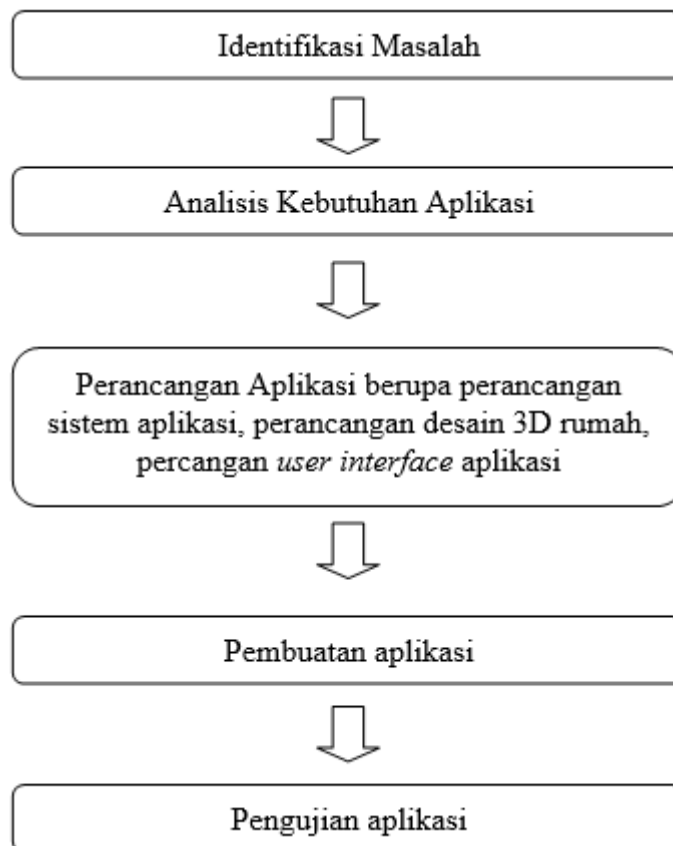 Identifikasi Masalah
Analisis Kebutuhan Aplikasi
Perancangan Aplikasi berupa perancangan
sistem aplikasi, perancangan desain 3D rumah,
percangan user interface aplikasi
Pembuatan aplikasi
Pengujian aplikasi